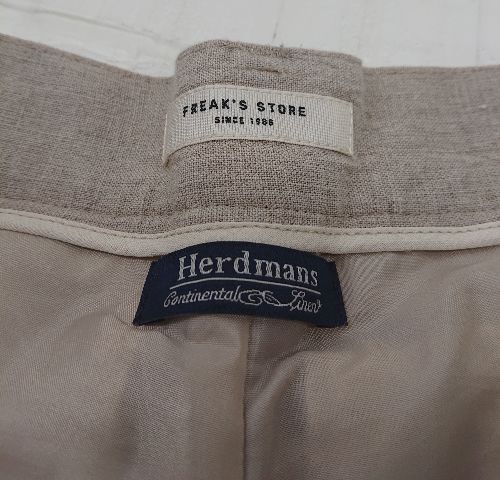 FREAK'S STORE
SINCE 1986
Herdmans
Continental Linen